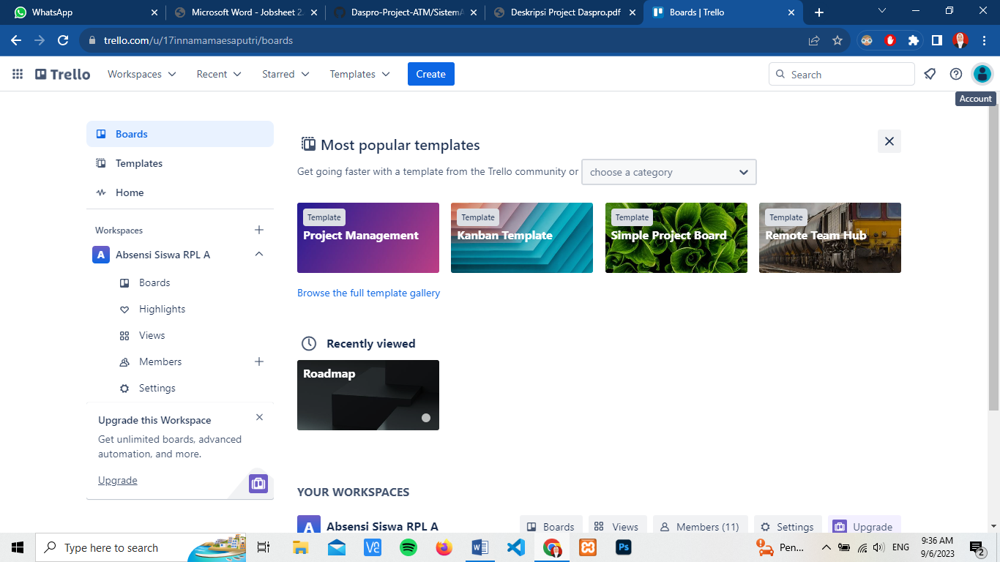 WhatsApp
Microsoft Word - Jobsheet 2.
Daspro-Project-ATM/Sistem
Deskripsi Project Daspro.pdf
Boards | Trello
trello.com/u/17innamamaesaputri/boards
Trello
Workspaces
Recent
Starred
Templates
Create
Search
Account
Boards
Templates
Home
Workspaces
A
Absensi Siswa RPL A
Boards
Highlights
Views
Members
Settings
Upgrade this Workspace
Get unlimited boards, advanced
automation, and more.
Upgrade
Most popular templates
Get going faster with a template from the Trello community or
choose a category
Template
Project Management
Template
Kanban Template
Template
Simple Project Board
Template
Remote Team Hub
Browse the full template gallery
Recently viewed
Roadmap
YOUR WORKSPACES
A
Absensi Siswa RPL A
Boards
Views
Members (11)
Settings
Upgrade
Type here to search
Pen...
ENG
9:36 AM
9/6/2023
2